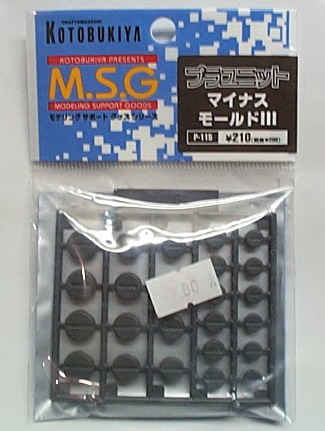 CRAFTSMANSHIP
KOTOBUKIYA
KOTOBUKIYA PRESENTS
M.S.G
MODELING SUPPORT GOODS
モデリング サポート グッズ シリーズ
プラユニット
マイナス
モールドIII
P-118
¥210
00